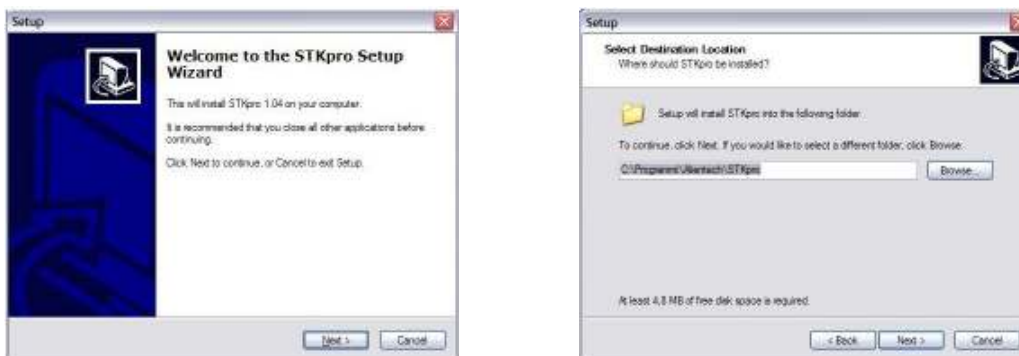 Setup
Welcome to the STKpro Setup
Wizard
This will install STKpro 1.04 on your computer.
It is recommended that you close all other applications before
continuing.
Click Next to continue, or Cancel to exit Setup.
Next >
Cancel
Setup
Select Destination Location
Where should STKpro be installed?
Setup will install STKpro into the following folder
To continue, click Next. If you would like to select a different folder, click Browse.
C:\Programmi\Alientech\STKpro
Browse...
At least 4,8 MB of free disk space is required.
< Back
Next >
Cancel